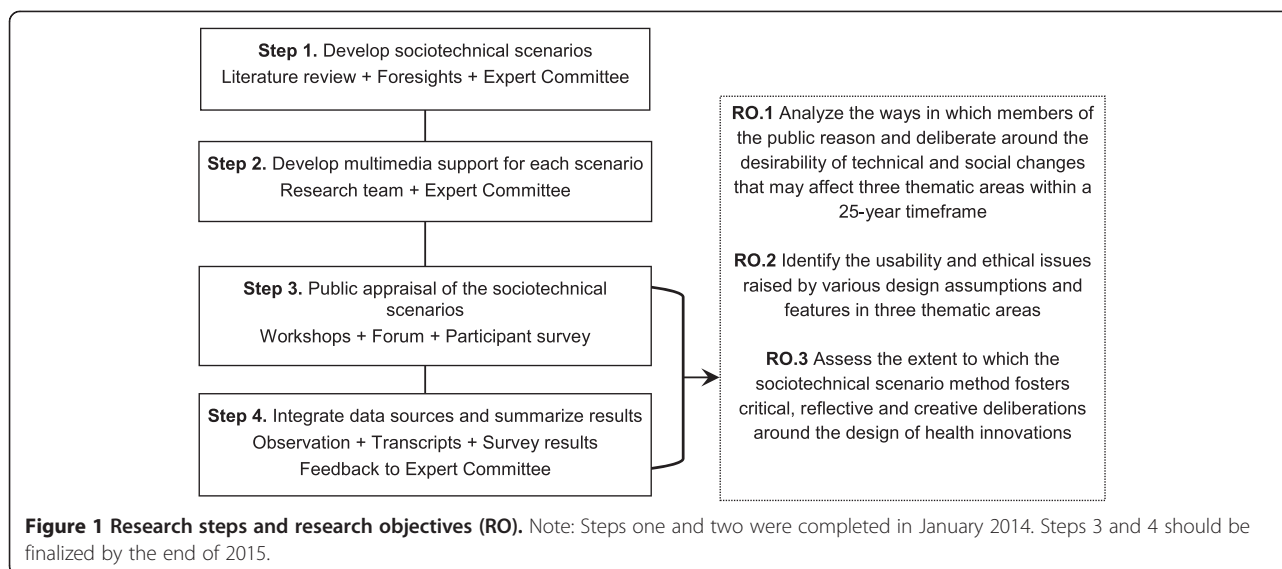 Step 1. Develop sociotechnical scenarios
Literature review + Foresights + Expert Committee
Step 2. Develop multimedia support for each scenario
Research team + Expert Committee
Step 3. Public appraisal of the sociotechnical
scenarios
Workshops + Forum + Participant survey
Step 4. Integrate data sources and summarize results
Observation + Transcripts + Survey results
Feedback to Expert Committee
RO.1 Analyze the ways in which members of
the public reason and deliberate around the
desirability of technical and social changes
that may affect three thematic areas within a
25-year timeframe
RO.2 Identify the usability and ethical issues
raised by various design assumptions and
features in three thematic areas
RO.3 Assess the extent to which the
sociotechnical scenario method fosters
critical, reflective and creative deliberations
around the design of health innovations
Figure 1 Research steps and research objectives (RO). Note: Steps one and two were completed in January 2014. Steps 3 and 4 should be
finalized by the end of 2015.